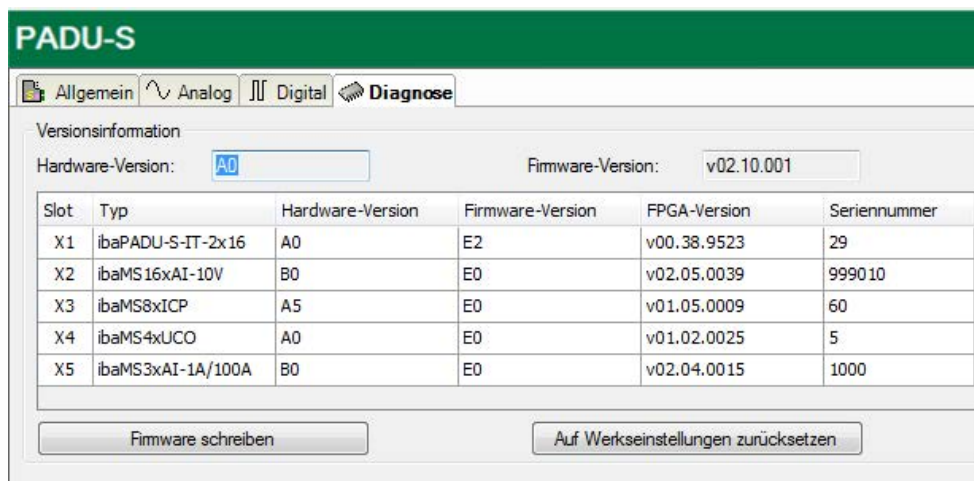 PADU-S
Allgemein Analog Digital Diagnose
Versionsinformation
Hardware-Version: A0 Firmware-Version: v02.10.001
Slot Typ Hardware-Version Firmware-Version FPGA-Version Seriennummer
X1 ibaPADU-S-IT-2x16 A0 E2 v00.38.9523 29
X2 ibaMS16xAI-10V B0 E0 v02.05.0039 999010
X3 ibaMS8xICP A5 E0 v01.05.0009 60
X4 ibaMS4xUCO A0 E0 v01.02.0025 5
X5 ibaMS3xAI-1A/100A B0 E0 v02.04.0015 1000
Firmware schreiben Auf Werkseinstellungen zurücksetzen